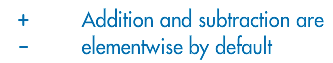 + Addition and subtraction are
– elementwise by default